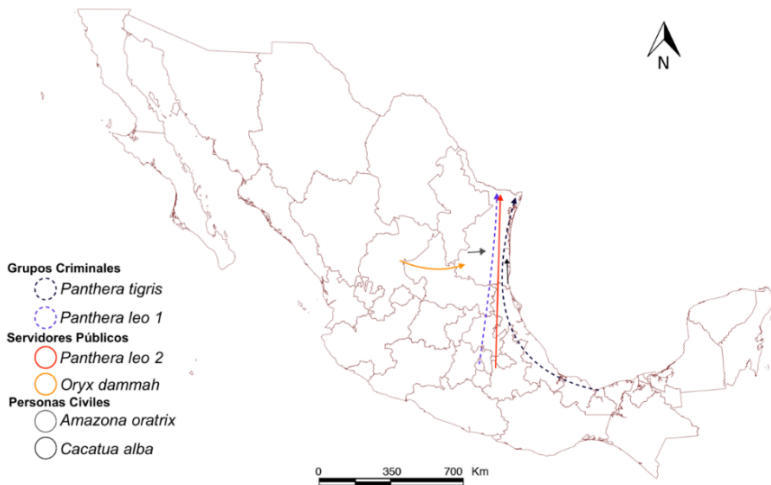 N
Grupos Criminales
Panthera tigris
Panthera leo 1
Servidores Públicos
Panthera leo 2
Oryx dammah
Personas Civiles
Amazona oratrix
Cacatua alba
0 350 700 Km